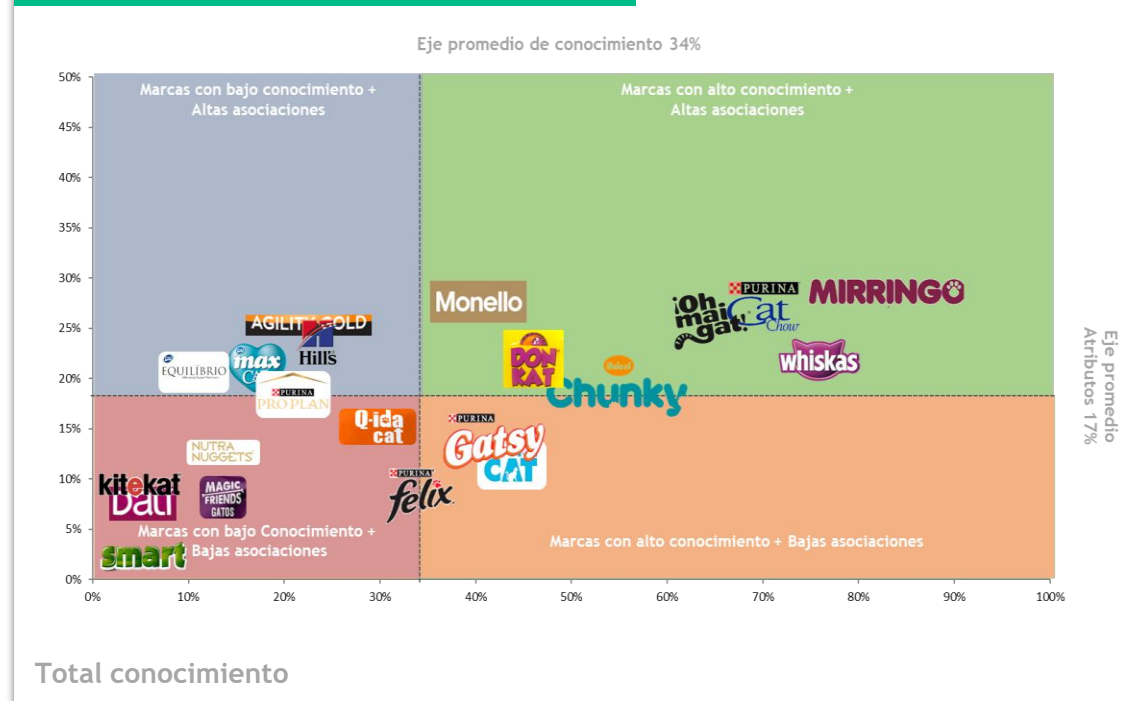 Eje promedio de conocimiento 34%
50%
Marcas con bajo conocimiento +
Altas asociaciones
Marcas con alto conocimiento +
Altas asociaciones
45%
40%
35%
30%
Monello
¡Oh
mai
gat!
PURINA
Cat
Chow
MIRRINGO
25%
AGILITY GOLD
Hill's
EQUILÍBRIO
max
DON
KAT
whiskas
Eje promedio
Atributos 17%
20%
PURINA
PRO PLAN
Chunky
15%
Q-ida
cat
PURINA
Gatsy
CAT
NUTRA
NUGGETS
10%
kitekat
MAGIC
FRIENDS
GATOS
PURINA
felix
5%
Marcas con bajo Conocimiento +
Bajas asociaciones
smart
Marcas con alto conocimiento + Bajas asociaciones
0%
0%
10%
20%
30%
40%
50%
60%
70%
80%
90%
100%
Total conocimiento